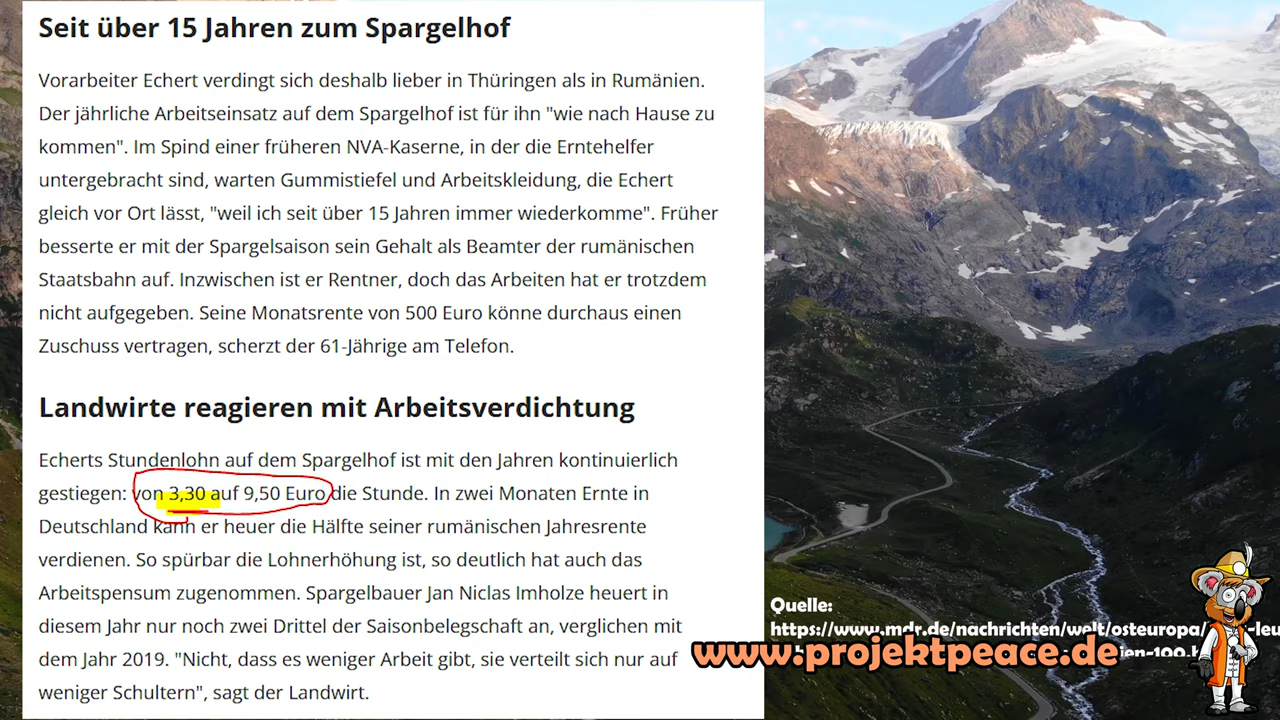 Seit über 15 Jahren zum Spargelhof
Vorarbeiter Echert verdingt sich deshalb lieber in Thüringen als in Rumänien.
Der jährliche Arbeitseinsatz auf dem Spargelhof ist für ihn "wie nach Hause zu
kommen". Im Spind einer früheren NVA-Kaserne, in der die Erntehelfer
untergebracht sind, warten Gummistiefel und Arbeitskleidung, die Echert
gleich vor Ort lässt, "weil ich seit über 15 Jahren immer wiederkomme". Früher
besserte er mit der Spargelsaison sein Gehalt als Beamter der rumänischen
Staatsbahn auf. Inzwischen ist er Rentner, doch das Arbeiten hat er trotzdem
nicht aufgegeben. Seine Monatsrente von 500 Euro könne durchaus einen
Zuschuss vertragen, scherzt der 61-Jährige am Telefon.
Landwirte reagieren mit Arbeitsverdichtung
Echerts Stundenlohn auf dem Spargelhof ist mit den Jahren kontinuierlich
gestiegen: von 3,30 auf 9,50 Euro die Stunde. In zwei Monaten Ernte in
Deutschland kann er heuer die Hälfte seiner rumänischen Jahresrente
verdienen. So spürbar die Lohnerhöhung ist, so deutlich hat auch das
Arbeitspensum zugenommen. Spargelbauer Jan Niclas Imholze heuert in
diesem Jahr nur noch zwei Drittel der Saisonbelegschaft an, verglichen mit
dem Jahr 2019. "Nicht, dass es weniger Arbeit gibt, sie verteilt sich nur auf
weniger Schultern", sagt der Landwirt.
Quelle:
https://www.mdr.de/nachrichten/welt/osteuropa/
www.projektpeace.de